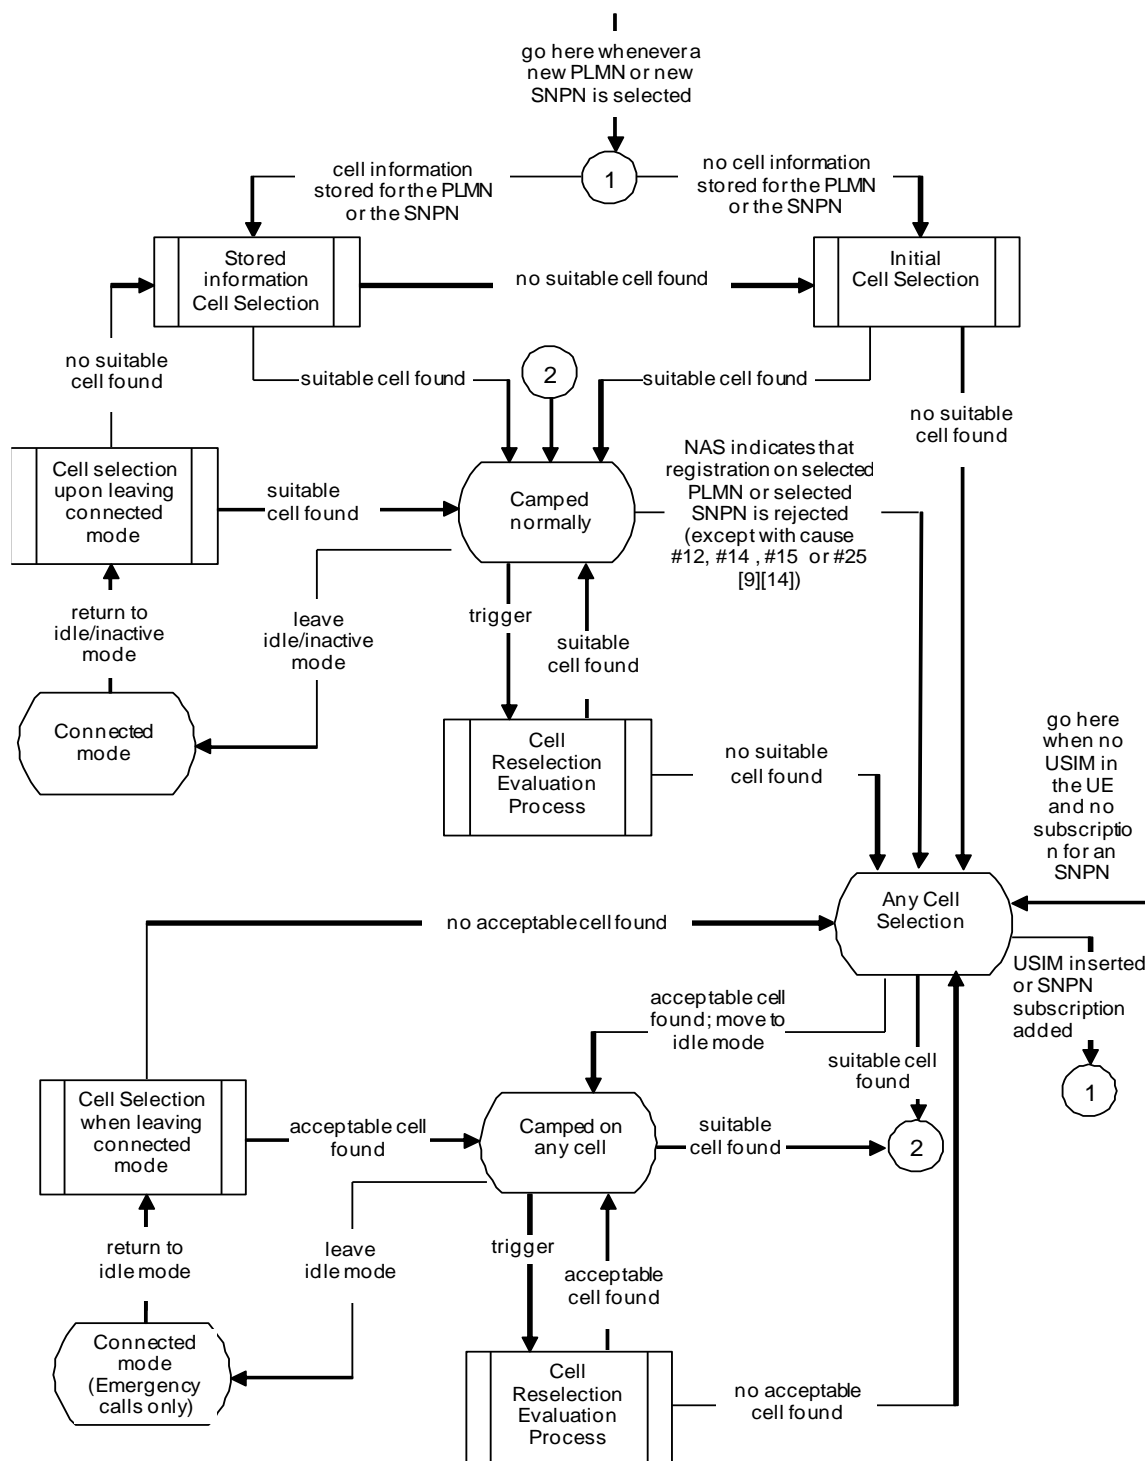 go here whenever a
new PLMN or new
SNPN is selected
1
cell information
stored for the PLMN
or the SNPN
no cell information
stored for the PLMN
or the SNPN
Stored
information
Cell Selection
no suitable cell found
Initial
Cell Selection
no suitable
cell found
suitable cell found
2
suitable cell found
no suitable
cell found
Cell selection
upon leaving
connected
mode
suitable
cell found
Camped
normally
NAS indicates that
registration on selected
PLMN or selected
SNPN is rejected
(except with cause
#12, #14 , #15 or #25
[9][14])
return to
idle/inactive
mode
leave
idle/inactive
mode
trigger
suitable
cell found
Connected
mode
Cell
Reselection
Evaluation
Process
no suitable
cell found
go here
when no
USIM in
the UE
and no
subscriptio
n for an
SNPN
no acceptable cell found
Any Cell
Selection
acceptable cell
found; move to
idle mode
suitable cell
found
USIM inserted
or SNPN
subscription
added
1
Cell Selection
when leaving
connected
mode
acceptable cell
found
Camped on
any cell
suitable
cell found
2
return to
idle mode
leave
idle mode
trigger
acceptable
cell found
Connected
mode
(Emergency
calls only)
Cell
Reselection
Evaluation
Process
no acceptable
cell found